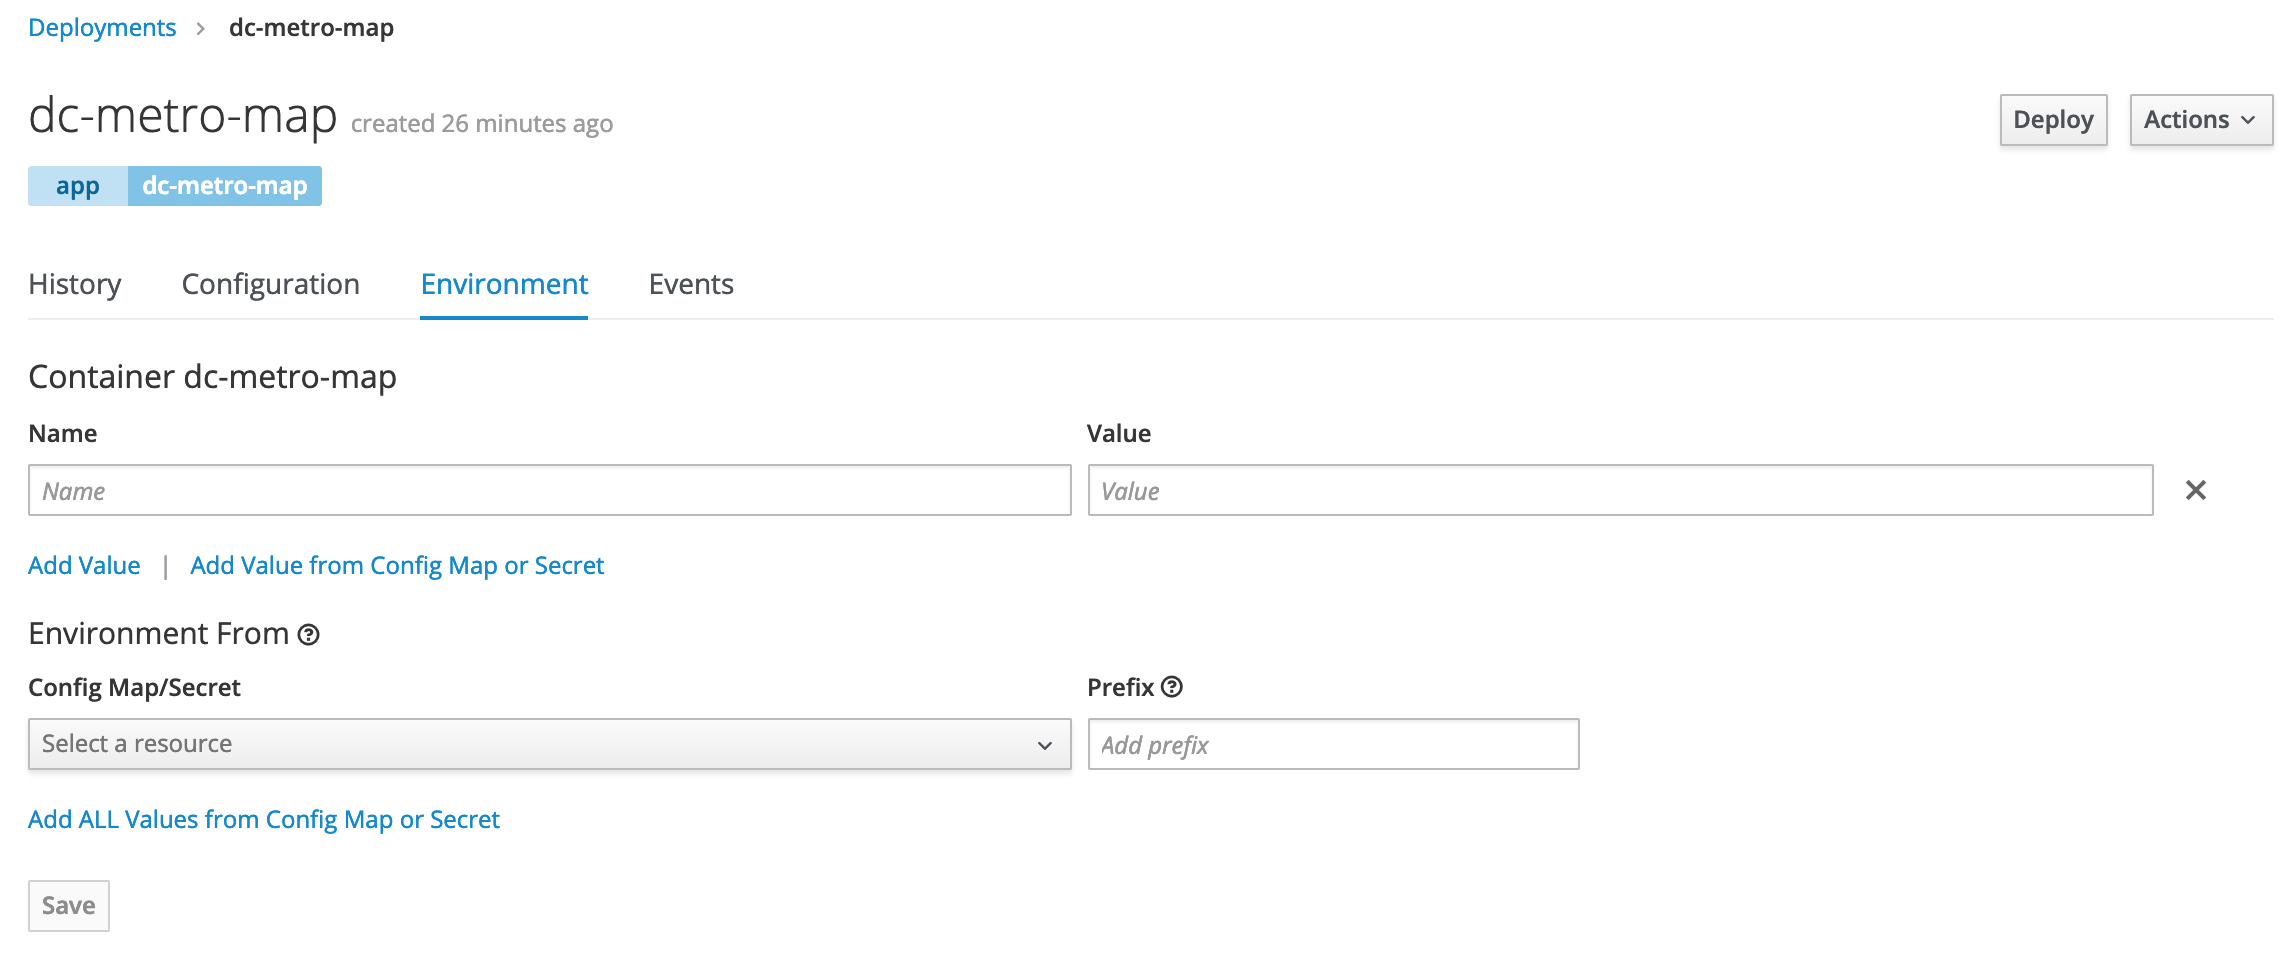 Deployments > dc-metro-map
dc-metro-map created 26 minutes ago
Deploy Actions
app dc-metro-map
History Configuration Environment Events
Container dc-metro-map
Name Value
Name Value
Add Value | Add Value from Config Map or Secret
Environment From
Config Map/Secret Prefix
Select a resource Add prefix
Add ALL Values from Config Map or Secret
Save